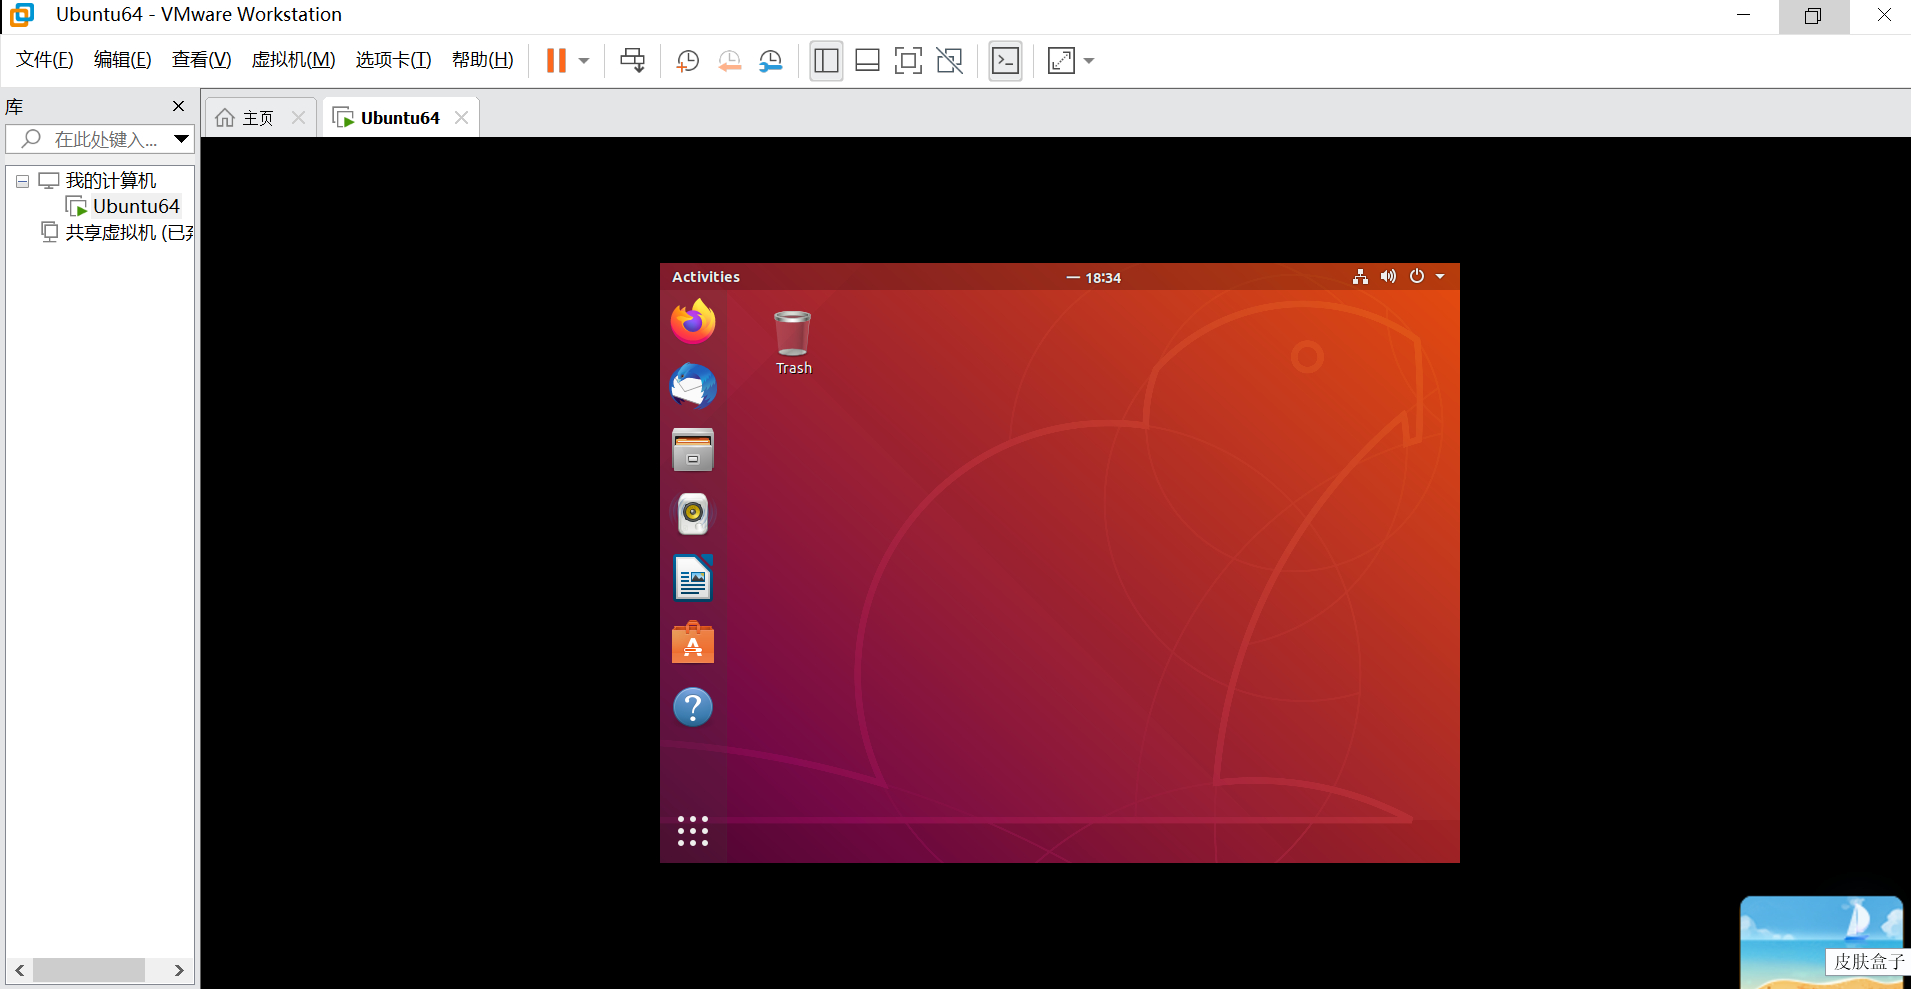 Ubuntu64 - VMware Workstation
文件(F) 编辑(E) 查看(V) 虚拟机(M) 选项卡(T) 帮助(H)
库
主页
Ubuntu64
在此处键入...
我的计算机
Ubuntu64
共享虚拟机 (已
Activities
18:34
Trash
皮肤盒子